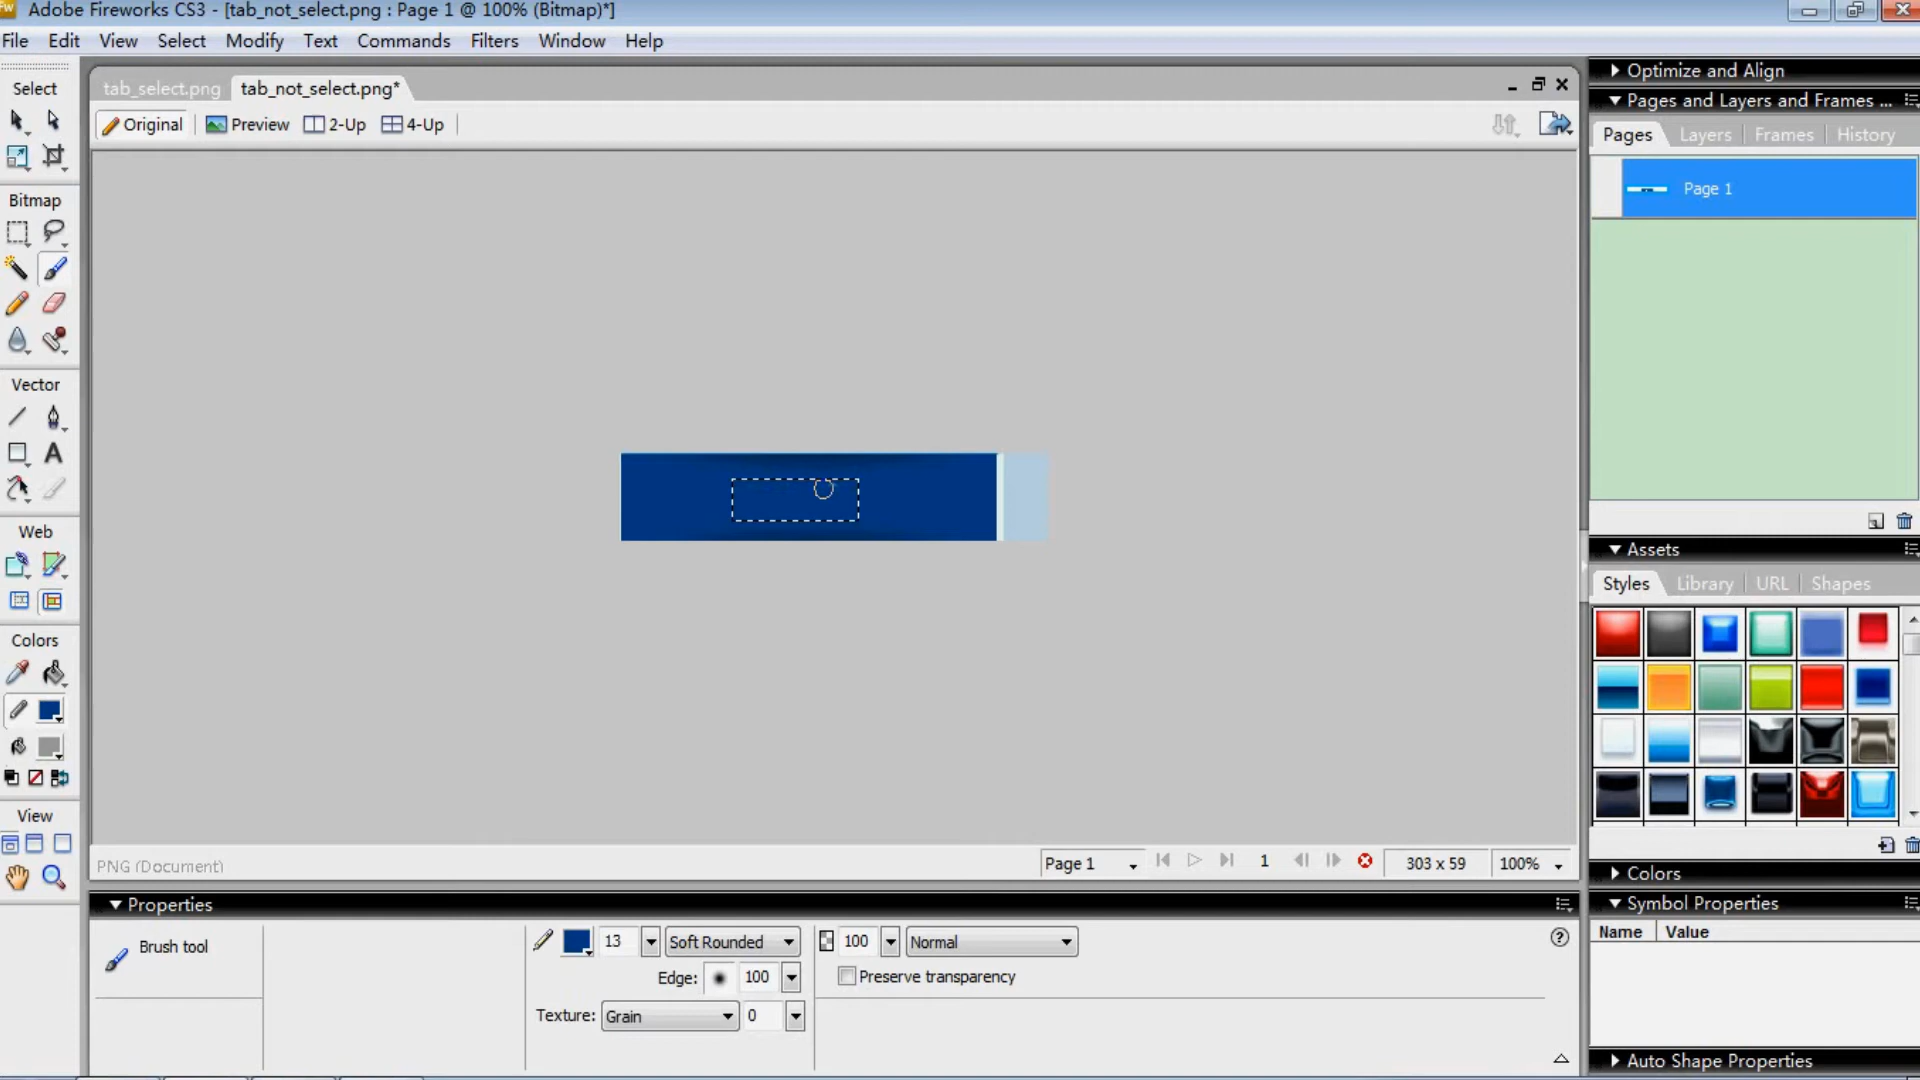 Fw Adobe Fireworks CS3 - [tab_not_select.png : Page 1 @ 100% (Bitmap)*]
File Edit View Select Modify Text Commands Filters Window Help
Select
tab_select.png tab_not_select.png*
Original Preview 2-Up 4-Up
Bitmap
Vector
A
Web
Colors
View
PNG (Document)
Page 1 1 303 x 59 100%
Properties
Brush tool
13 Soft Rounded 100 Normal
Edge: 100 Preserve transparency
Texture: Grain 0
Optimize and Align
Pages and Layers and Frames ...
Pages Layers Frames History
Page 1
Assets
Styles Library URL Shapes
Colors
Symbol Properties
Name Value
Auto Shape Properties